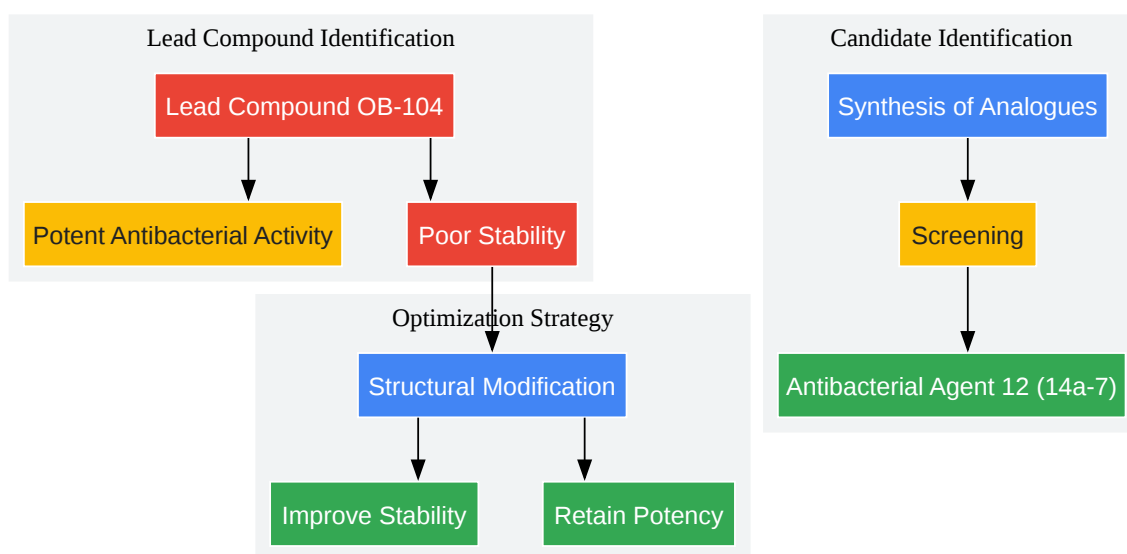 Lead Compound Identification
Lead Compound OB-104
Potent Antibacterial Activity
Poor Stability
Optimization Strategy
Structural Modification
Improve Stability
Retain Potency
Candidate Identification
Synthesis of Analogues
Screening
Antibacterial Agent 12 (14a-7)